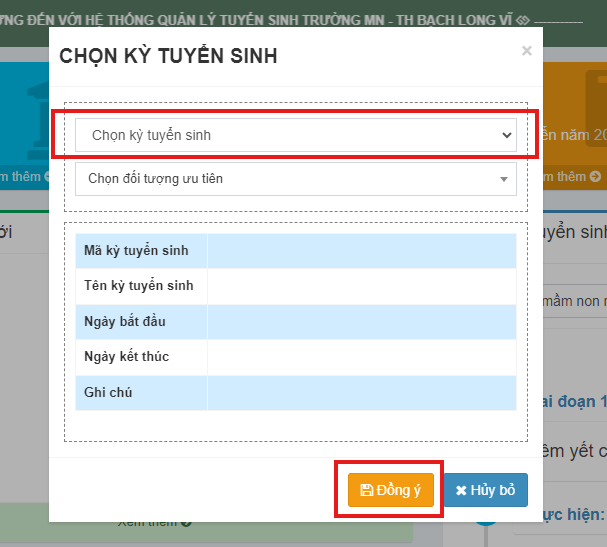 NG ĐẾN VỚI HỆ THỐNG QUẢN LÝ TUYỂN SINH TRƯỜNG MN - TH BẠCH LONG VĨ
CHỌN KỲ TUYỂN SINH ×
Chọn kỳ tuyển sinh
ển năm 20
Chọn đối tượng ưu tiên
m thêm
m thêm
ới
uyển sinh
Mã kỳ tuyển sinh
Tên kỳ tuyển sinh
mầm non n
Ngày bắt đầu
Ngày kết thúc
Ghi chú
ai đoạn 1
êm yết c
Đồng ý
Hủy bỏ
ực hiện:
Xem thêm